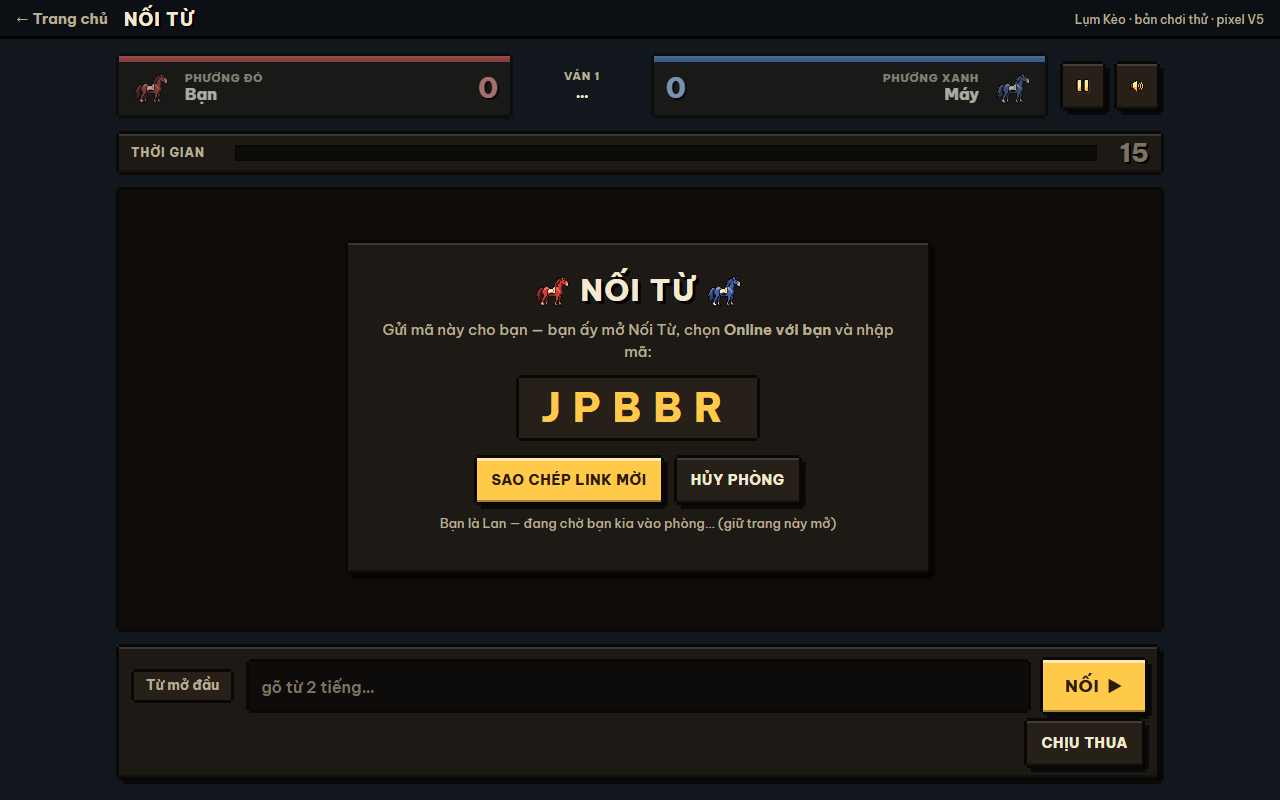 ← Trang chủ NỐI TỪ
Lụm Kèo · bản chơi thử · pixel V5
PHƯƠNG ĐỎ
Bạn
0
VÁN 1
...
0
PHƯƠNG XANH
Máy
THỜI GIAN
15
NỐI TỪ
Gửi mã này cho bạn — bạn ấy mở Nối Từ, chọn Online với bạn và nhập
mã:
JPBBR
SAO CHÉP LINK MỜI
HỦY PHÒNG
Bạn là Lan — đang chờ bạn kia vào phòng... (giữ trang này mở)
Từ mở đầu
gõ từ 2 tiếng...
NỐI ▶
CHỊU THUA